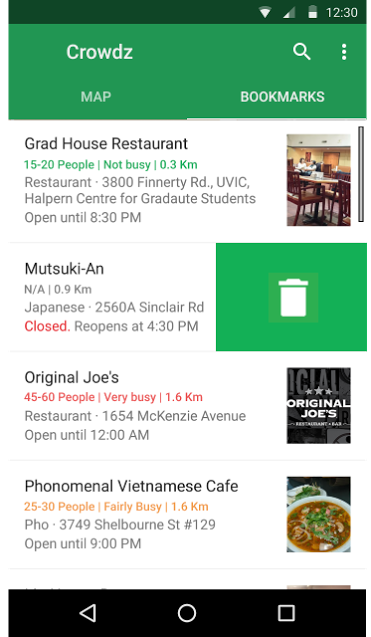 12:30
Crowdz
MAP BOOKMARKS
Grad House Restaurant
15-20 People | Not busy | 0.3 Km
Restaurant · 3800 Finnerty Rd., UVIC,
Halpern Centre for Gradaute Students
Open until 8:30 PM
Mutsuki-An
N/A | 0.9 Km
Japanese · 2560A Sinclair Rd
Closed. Reopens at 4:30 PM
Original Joe's
45-60 People | Very busy | 1.6 Km
Restaurant · 1654 McKenzie Avenue
Open until 12:00 AM
ORIGINAL
JOE'S
RESTAURANT + BAR
Phonomenal Vietnamese Cafe
25-30 People | Fairly Busy | 1.6 Km
Pho · 3749 Shelbourne St #129
Open until 9:00 PM